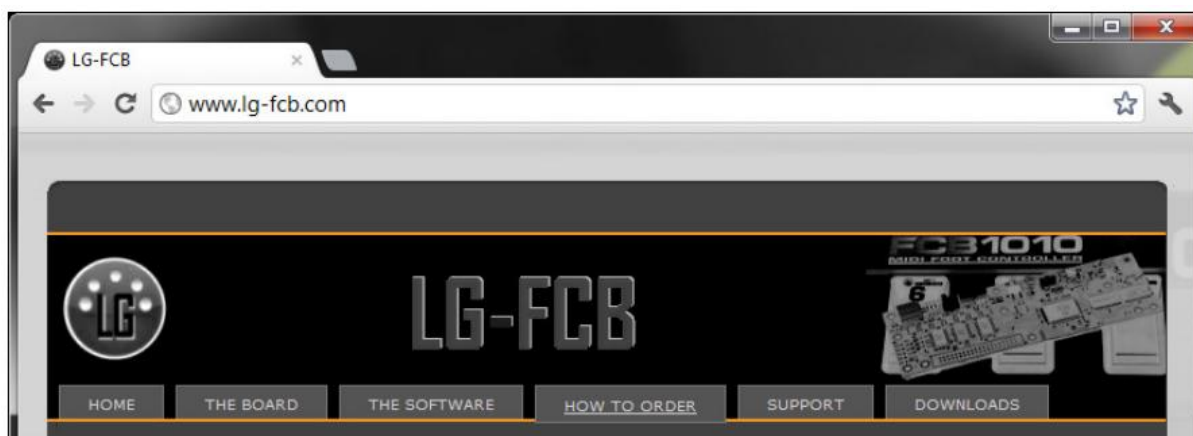 LG-FCB
www.lg-fcb.com
FCB1010
MIDI FOOT CONTROLLER
6
LG
LG-FCB
HOME THE BOARD THE SOFTWARE HOW TO ORDER SUPPORT DOWNLOADS